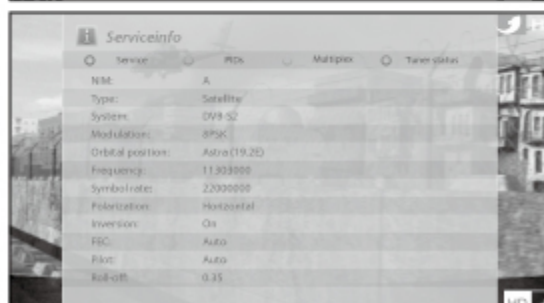 Serviceinfo
Service PIDs Multiplex Tuner status
NIM: A
Type: Satellite
System: DVB-S2
Modulation: 8PSK
Orbital position: Astra (19.2E)
Frequency: 11303000
Symbolrate: 22000000
Polarization: Horizontal
Inversion: On
FEC: Auto
Pilot: Auto
Roll-off: 0.35
HD